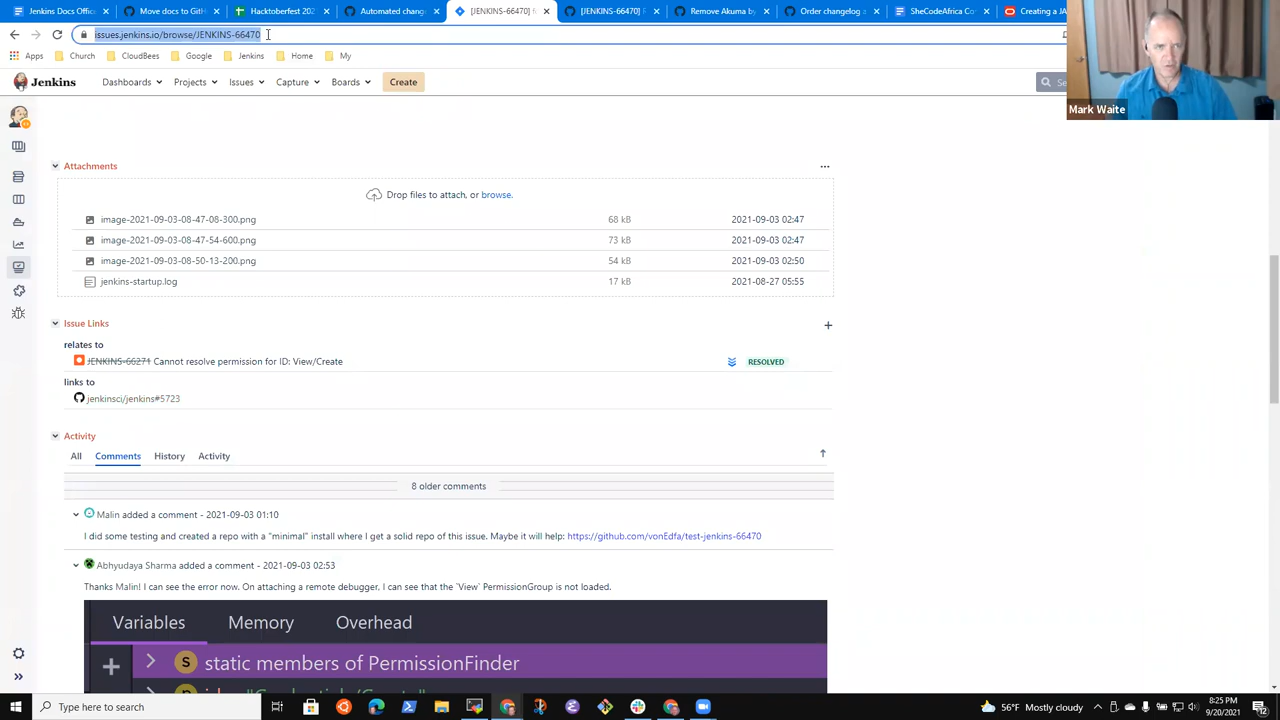 Jenkins Docs Offic
Move docs to GitH
Hacktoberfest 202
Automated change
[JENKINS-66470] f
[JENKINS-66470] R
Remove Akuma by
Order changelog a
SheCodeAfrica Co
Creating a JA
issues.jenkins.io/browse/JENKINS-66470
Apps Church CloudBees Google Jenkins Home My
Jenkins Dashboards Projects Issues Capture Boards Create
Mark Waite
Attachments
Drop files to attach, or browse.
image-2021-09-03-08-47-08-300.png 68 kB 2021-09-03 02:47
image-2021-09-03-08-47-54-600.png 73 kB 2021-09-03 02:47
image-2021-09-03-08-50-13-200.png 54 kB 2021-09-03 02:50
jenkins-startup.log 17 kB 2021-08-27 05:55
Issue Links
relates to
JENKINS-66271 Cannot resolve permission for ID: View/Create RESOLVED
links to
jenkinsci/jenkins#5723
Activity
All Comments History Activity
8 older comments
Malin added a comment - 2021-09-03 01:10
I did some testing and created a repo with a "minimal" install where I get a solid repo of this issue. Maybe it will help: https://github.com/vonEdfa/test-jenkins-66470
Abhyudaya Sharma added a comment - 2021-09-03 02:53
Thanks Malin! I can see the error now. On attaching a remote debugger, I can see that the `View` PermissionGroup is not loaded.
Variables Memory Overhead
static members of PermissionFinder
Type here to search
56°F Mostly cloudy
8:25 PM
9/20/2021